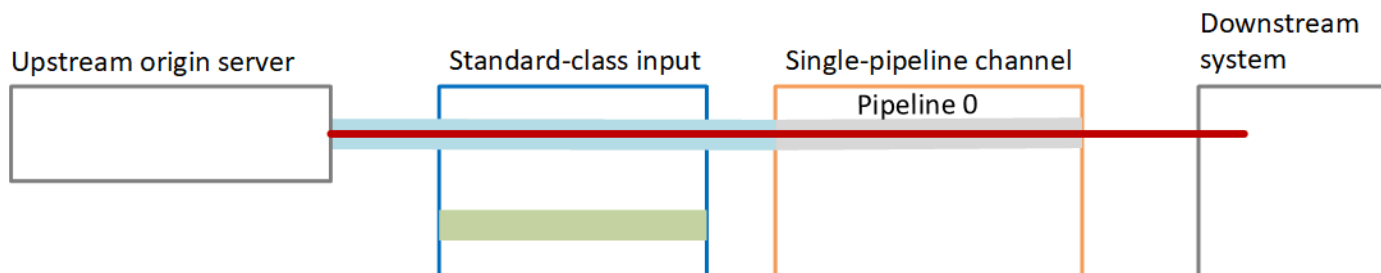 Upstream origin server
Standard-class input
Single-pipeline channel
Downstream
system
Pipeline 0